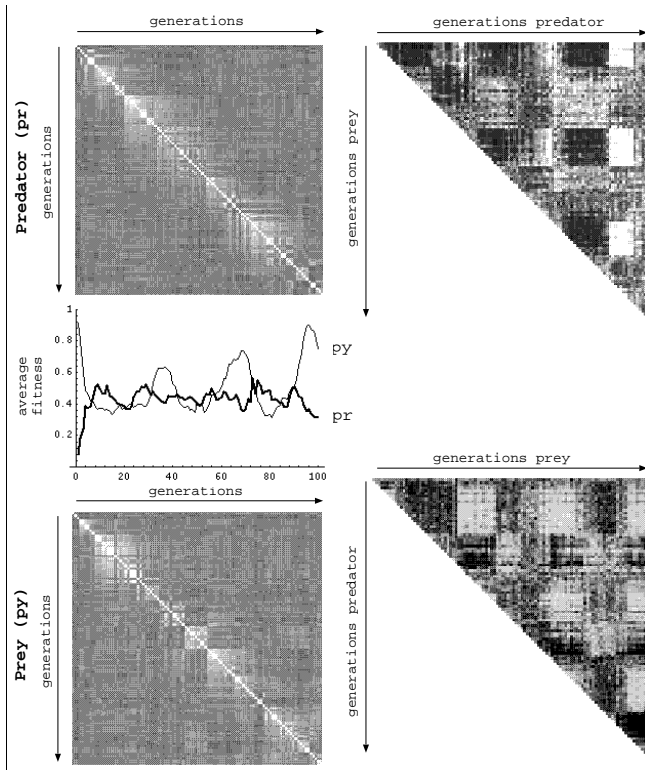 generations
generations predator
Predator (pr)
generations
generations prey
1
0.8
0.6
0.4
0.2
average
fitness
py
pr
0
20
40
60
80
100
generations
generations prey
Prey (py)
generations
generations predator